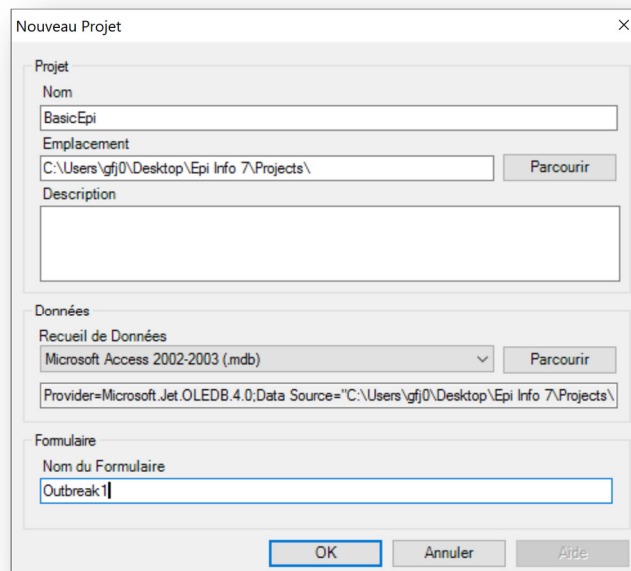 Nouveau Projet
Projet
Nom
BasicEpi
Emplacement
C:\Users\gfj0\Desktop\Epi Info 7\Projects\
Parcourir
Description
Données
Recueil de Données
Microsoft Access 2002-2003 (.mdb)
Parcourir
Provider=Microsoft.Jet.OLEDB.4.0;Data Source="C:\Users\gfj0\Desktop\Epi Info 7\Projects\
Formulaire
Nom du Formulaire
Outbreak1
OK
Annuler
Aide